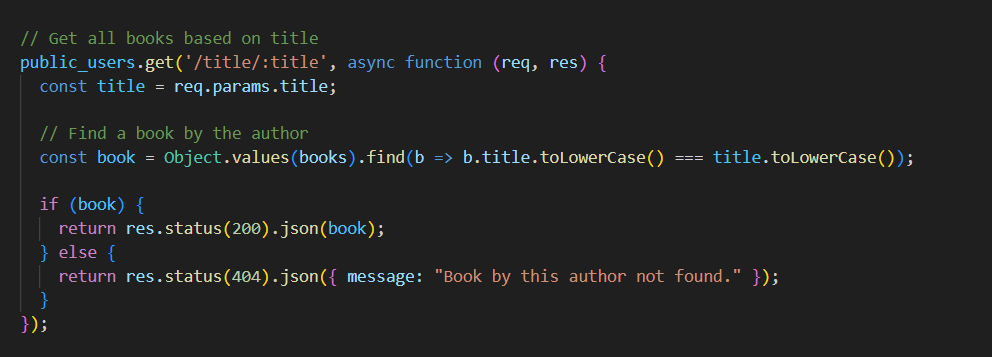 // Get all books based on title
public_users.get('/title/:title', async function (req, res) {
  const title = req.params.title;
  // Find a book by the author
  const book = Object.values(books).find(b => b.title.toLowerCase() === title.toLowerCase());
  if (book) {
    return res.status(200).json(book);
  } else {
    return res.status(404).json({ message: "Book by this author not found." });
  }
});